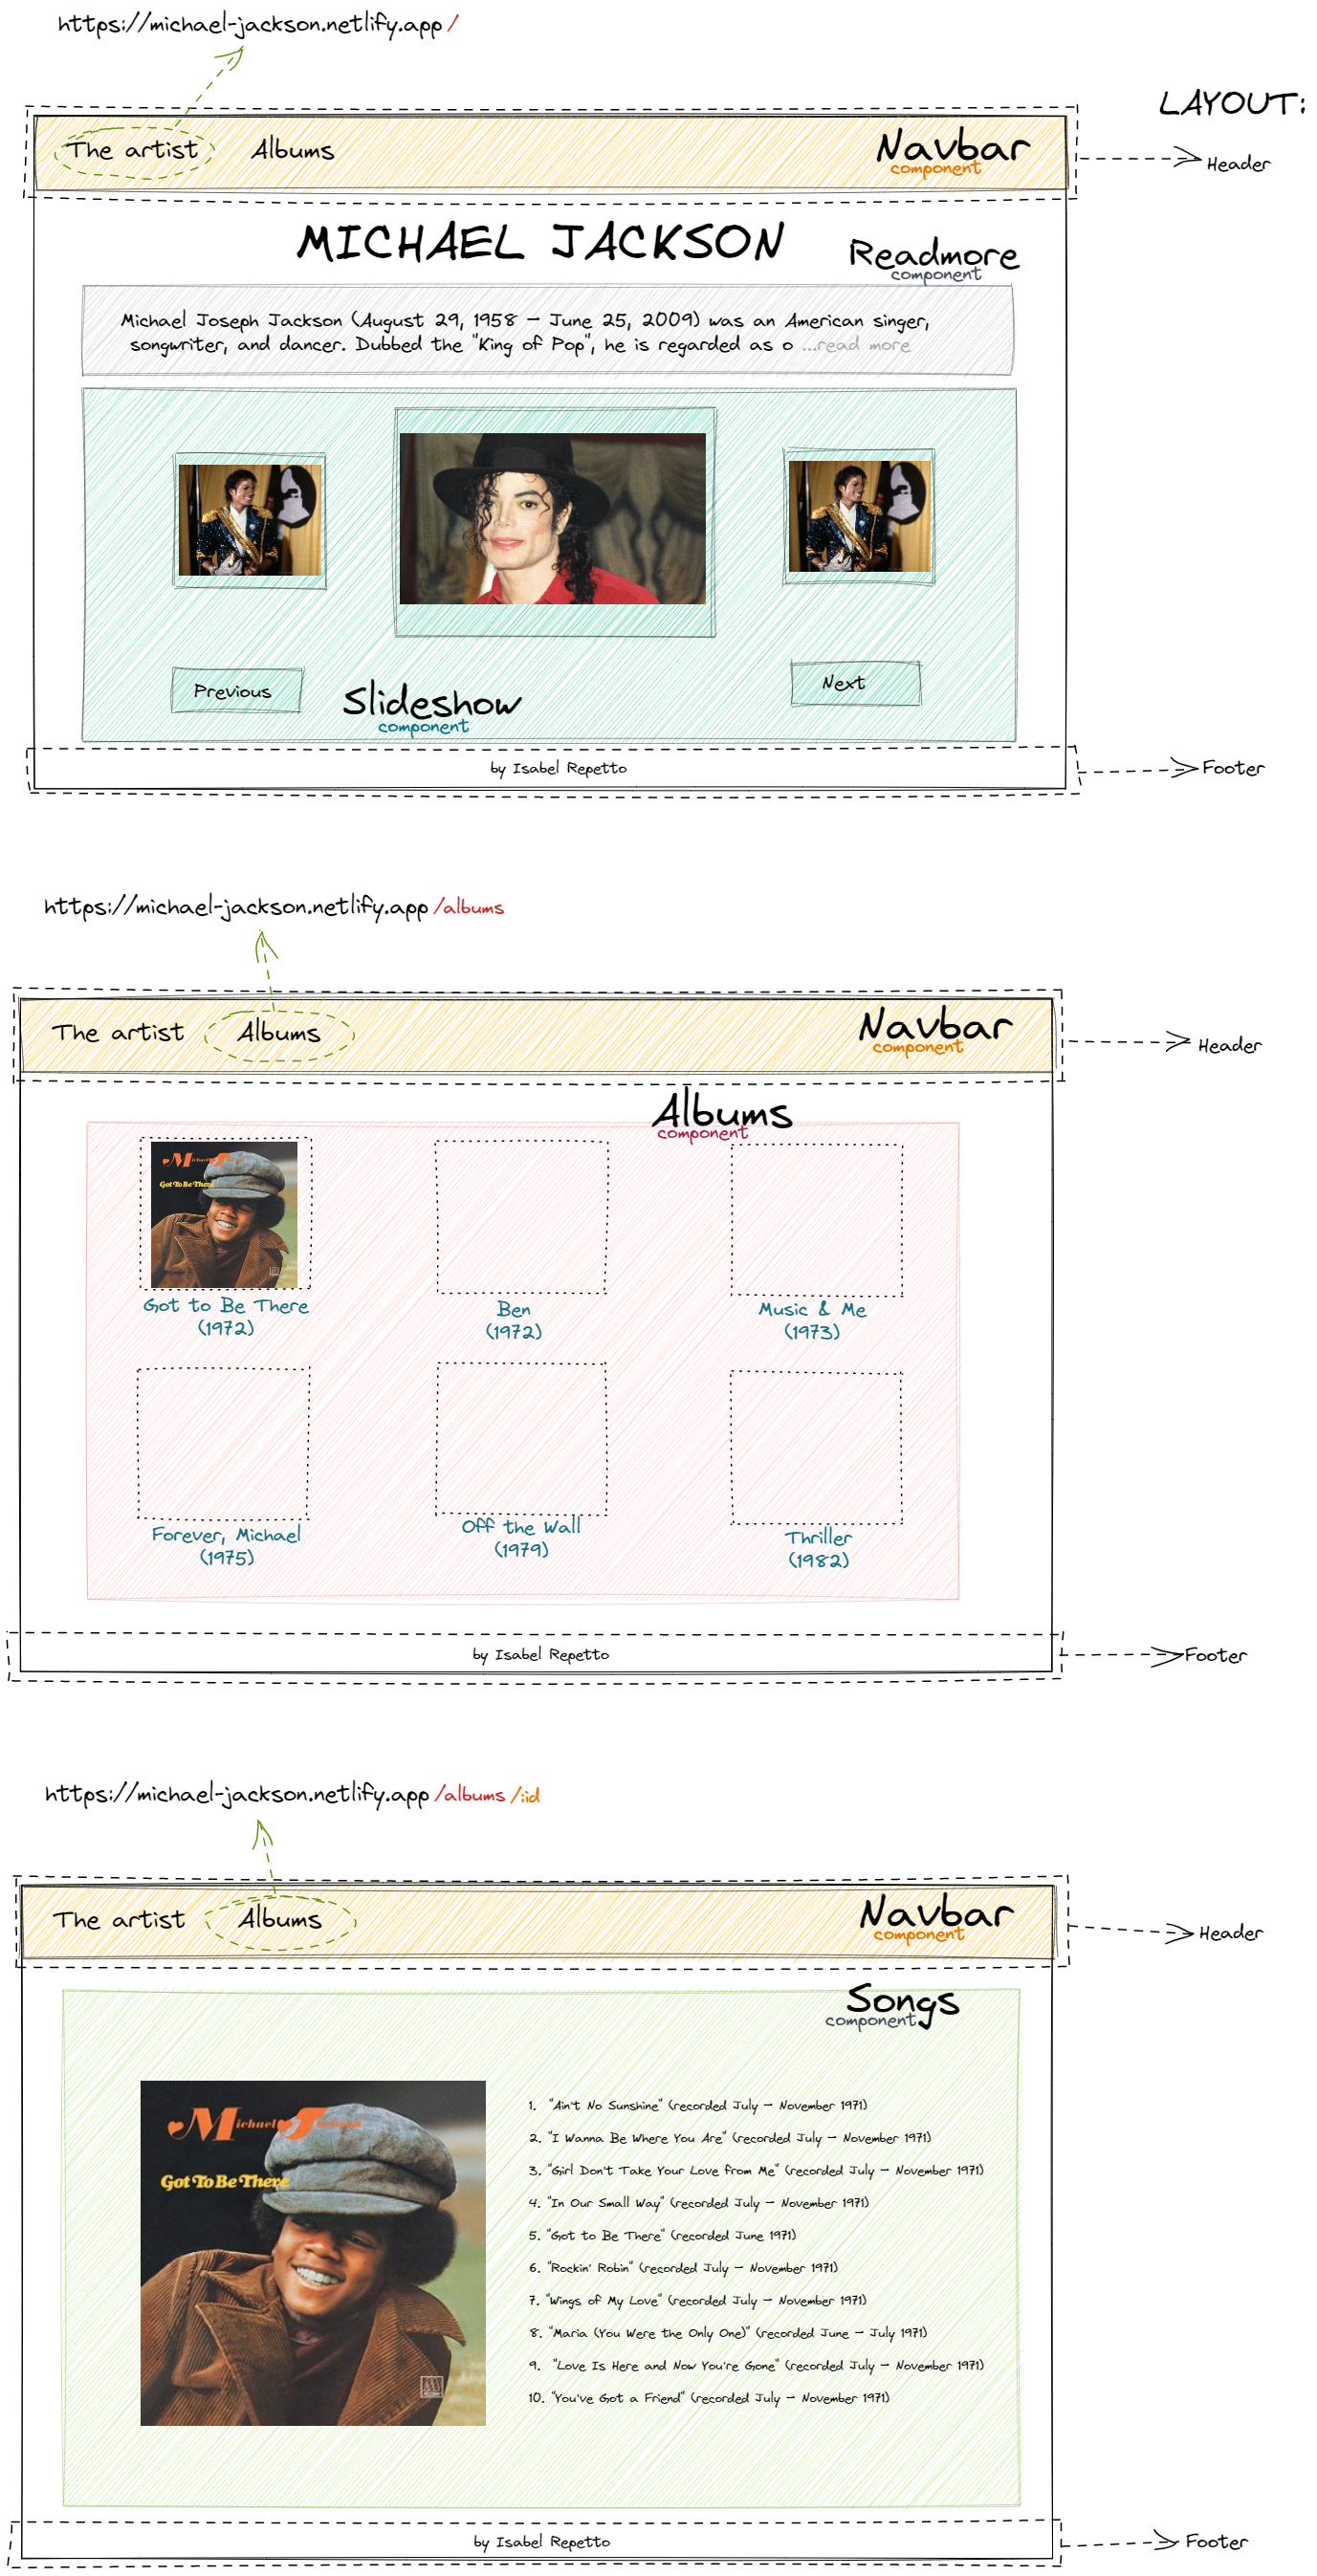 https://michael-jackson.netlify.app /
LAYOUT:
The artist Albums Navbar
component
Header
MICHAEL JACKSON
Readmore
component
Michael Joseph Jackson (August 29, 1958 – June 25, 2009) was an American singer,
songwriter, and dancer. Dubbed the "King of Pop", he is regarded as o ...read more
Previous
Next
Slideshow
component
by Isabel Repetto
Footer
https://michael-jackson.netlify.app /albums
The artist Albums Navbar
component
Header
Albums
component
Got To Be There
Got to Be There
(1972)
Ben
(1972)
Music & Me
(1973)
Forever, Michael
(1975)
Off the Wall
(1979)
Thriller
(1982)
by Isabel Repetto
Footer
https://michael-jackson.netlify.app /albums /:id
The artist Albums Navbar
component
Header
Songs
component
Michael Jackson
Got To Be There
1. "Ain't No Sunshine" (recorded July – November 1971)
2. "I Wanna Be Where You Are" (recorded July – November 1971)
3. "Girl Don't Take Your Love from Me" (recorded July – November 1971)
4. "In Our Small Way" (recorded July – November 1971)
5. "Got to Be There" (recorded June 1971)
6. "Rockin' Robin" (recorded July – November 1971)
7. "Wings of My Love" (recorded July – November 1971)
8. "Maria (You Were the Only One)" (recorded June – July 1971)
9. "Love Is Here and Now You're Gone" (recorded July – November 1971)
10. "You've Got a Friend" (recorded July – November 1971)
by Isabel Repetto
Footer